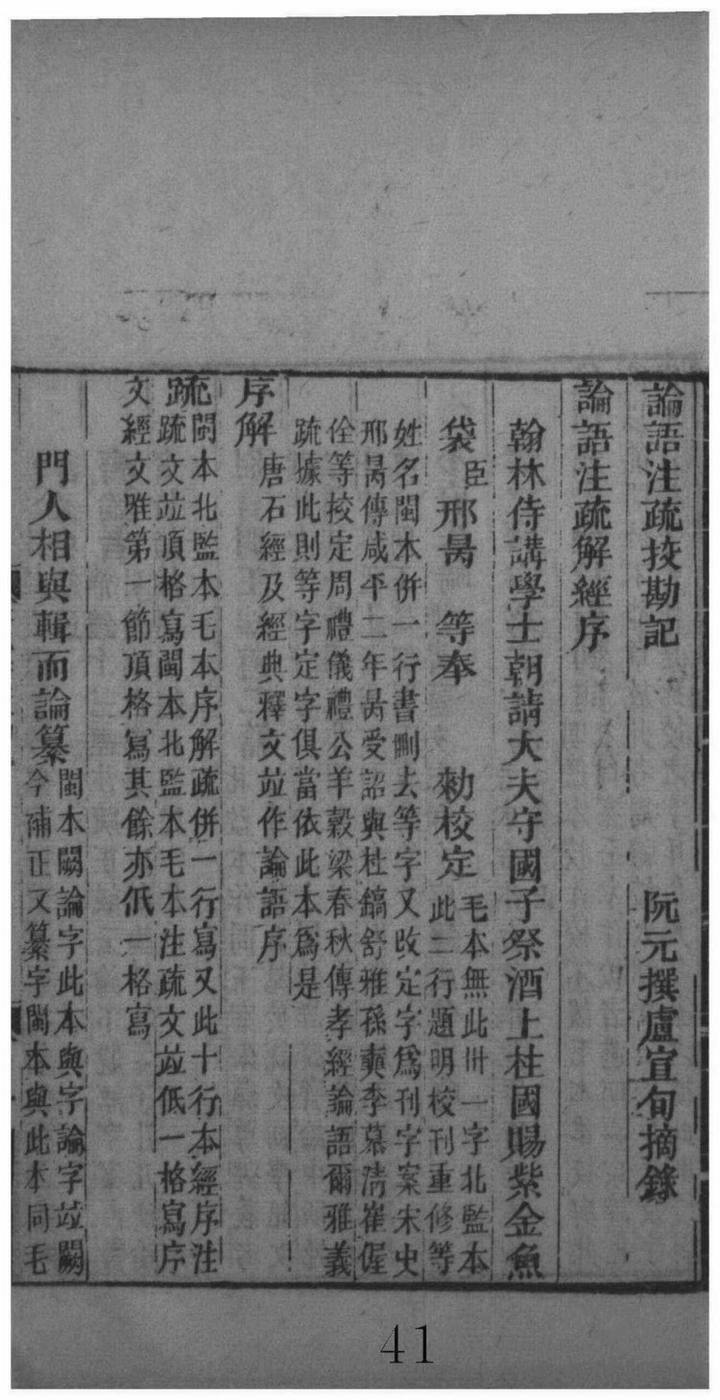 論語注疏挍勘記
阮元撰盧宣旬摘錄
論語注疏解經序
翰林侍講學士朝請大夫守國子祭酒上柱國賜紫金魚
袋臣邢昺　等奉　　勑校定
毛本無此卅一字北監本
此二行題明校刊重修等
姓名閩本併一行書刪去等字又改定字爲刊字案宋史
邢昺傳咸平二年昺受詔與杜鎬舒雅孫奭李慕淸崔偓
佺等挍定周禮儀禮公羊穀梁春秋傳孝經論語爾雅義
疏據此則等字定字俱當依此本爲是
序解
唐石經及經典釋文竝作論語序
疏
閩本北監本毛本序解疏併一行寫又此十行本經序注
疏文竝頂格寫閩本北監本毛本注疏文竝低一格寫序
文經文雅第一節頂格寫其餘亦低一格寫
門人相與輯而論纂
閩本闕論字此本與字論字竝闕
今補正又纂字閩本與此本同毛
41